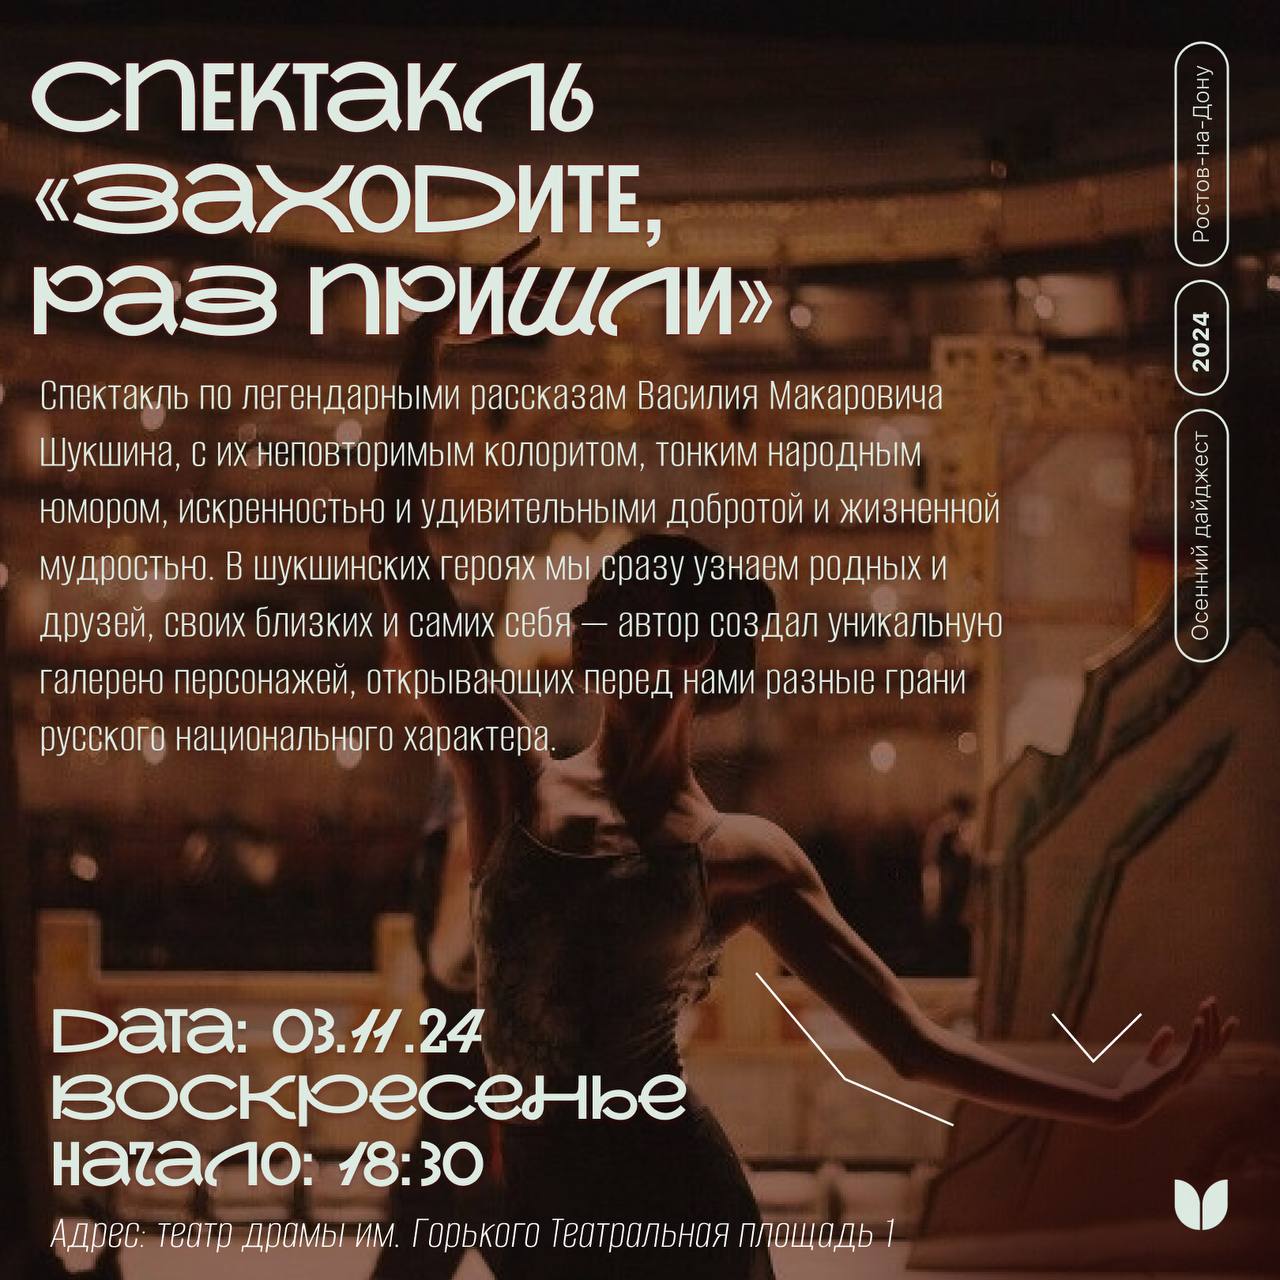 Спектакль
«Заходите,
раз пришли»
Спектакль по легендарными рассказам Василия Макаровича
Шукшина, с их неповторимым колоритом, тонким народным
юмором, искренностью и удивительными добротой и жизненной
мудростью. В шукшинских героях мы сразу узнаем родных и
друзей, своих близких и самих себя — автор создал уникальную
галерею персонажей, открывающих перед нами разные грани
русского национального характера.
Дата: 03.11.24
Воскресенье
Начало: 18:30
Адрес: театр драмы им. Горького Театральная площадь 1
Ростов-на-Дону
2024
Осенний дайджест